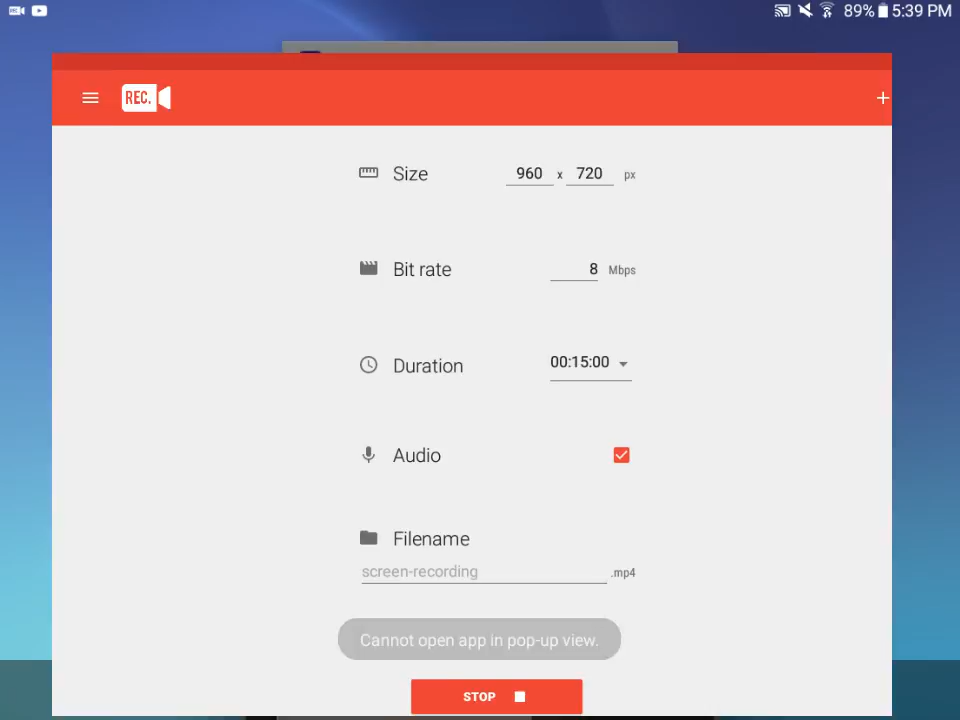 REC
89% 5:39 PM
REC.
+
Size 960 x 720 px
Bit rate 8 Mbps
Duration 00:15:00
Audio
Filename
screen-recording .mp4
Cannot open app in pop-up view.
STOP